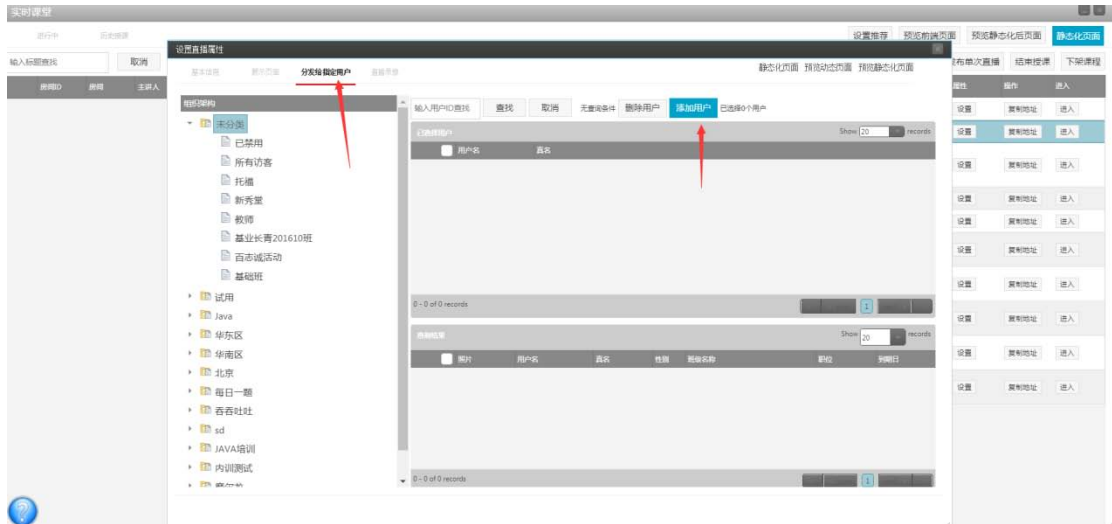 实时课堂
进行中 历史授课
设置推荐 预览前端页面 预览静态化后页面 静态化页面
输入标题查找 取消
发布单次直播 结束授课 下架课程
房间ID 房间 主讲人
属性 操作 进入
设置直播属性
基本信息 展示页面 分发给指定用户
静态化页面 预览动态页面 预览静态化页面
组织架构
未分类
已禁用
所有访客
托福
新秀堂
教师
基业长青201610班
百志诚活动
基础班
试用
Java
华东区
华南区
北京
每日一题
吞吞吐吐
sd
JAVA培训
内训测试
输入用户ID查找 查找 取消 无查询条件 删除用户 添加用户 已选择0个用户
已选择用户 Show 20 records
用户名 真名
0 - 0 of 0 records 1
Show 20 records
照片 用户名 真名 性别 班级名称 职位 到期日
0 - 0 of 0 records 1
设置 复制地址 进入
设置 复制地址 进入
设置 复制地址 进入
设置 复制地址 进入
设置 复制地址 进入
设置 复制地址 进入
设置 复制地址 进入
设置 复制地址 进入
设置 复制地址 进入
设置 复制地址 进入